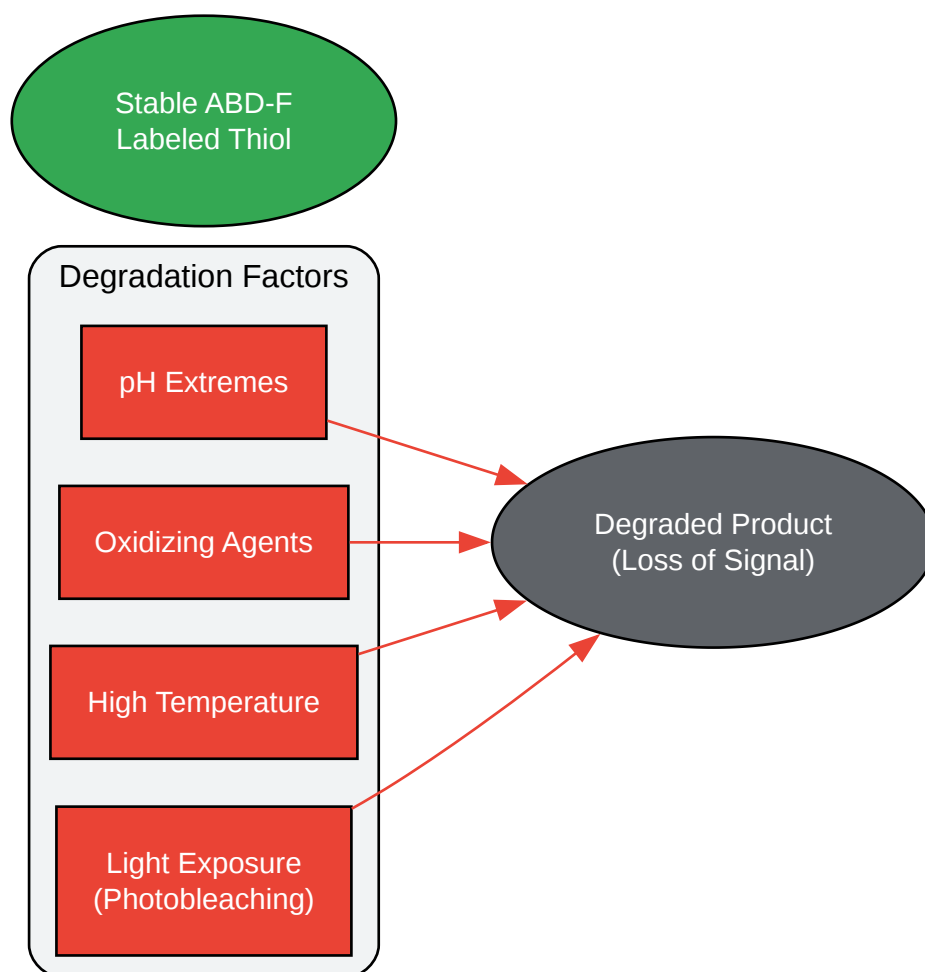 Stable ABD-F
Labeled Thiol
Degradation Factors
pH Extremes
Oxidizing Agents
High Temperature
Light Exposure
(Photobleaching)
Degraded Product
(Loss of Signal)